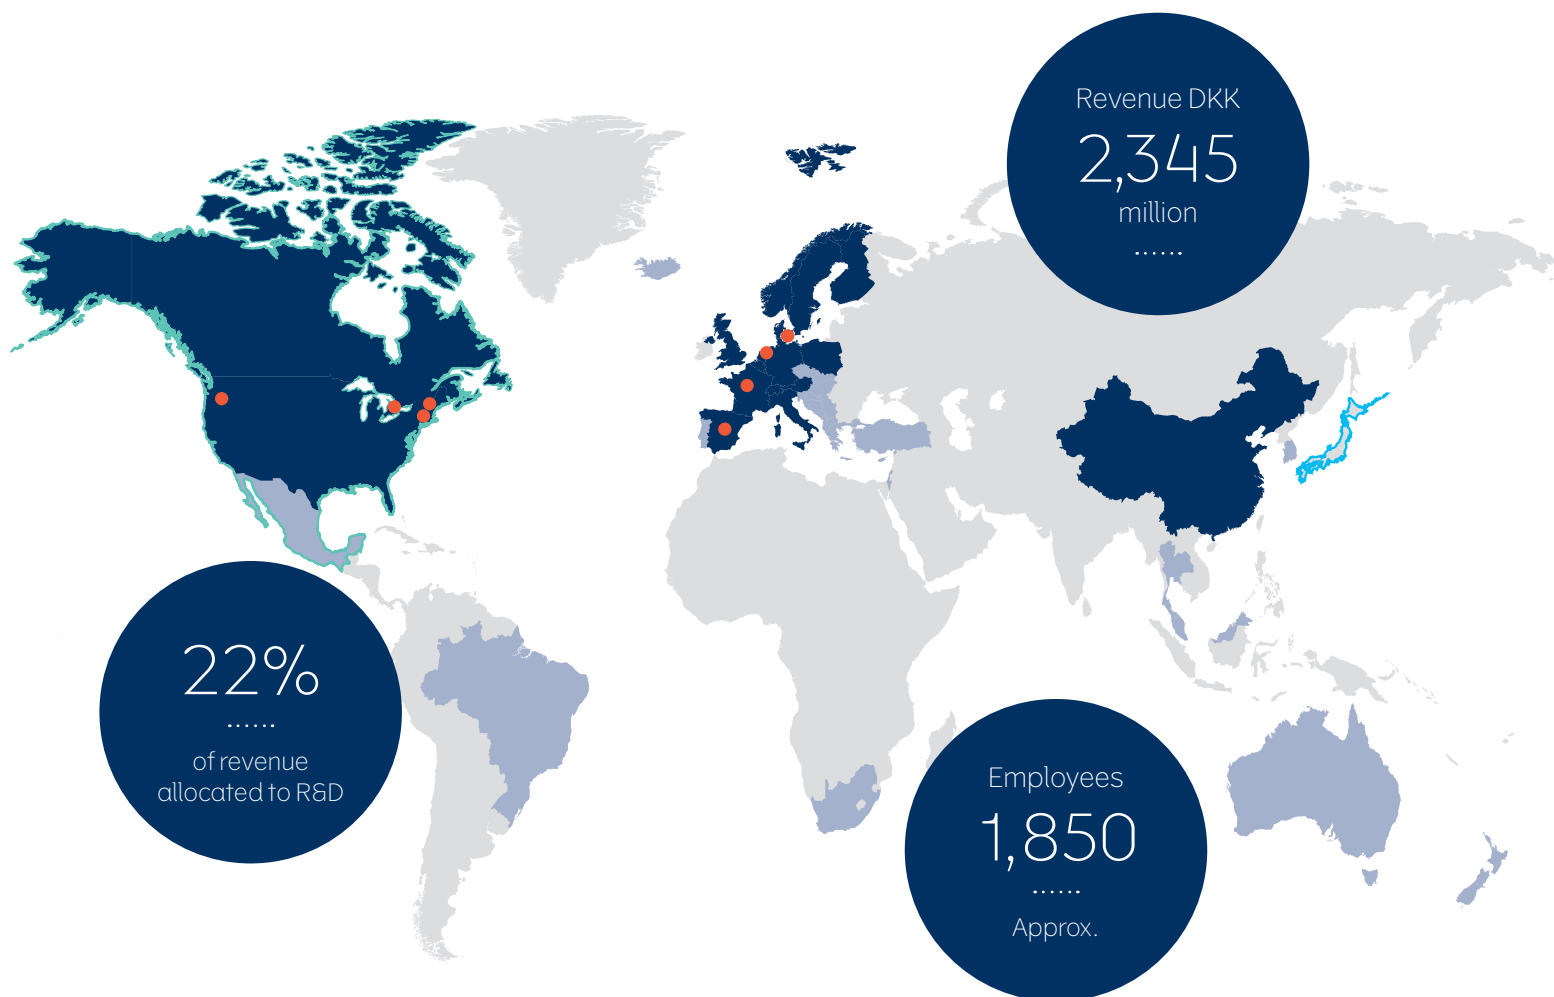 Revenue DKK
2,345
million
......
22%
......
of revenue
allocated to R&D
Employees
1,850
......
Approx.